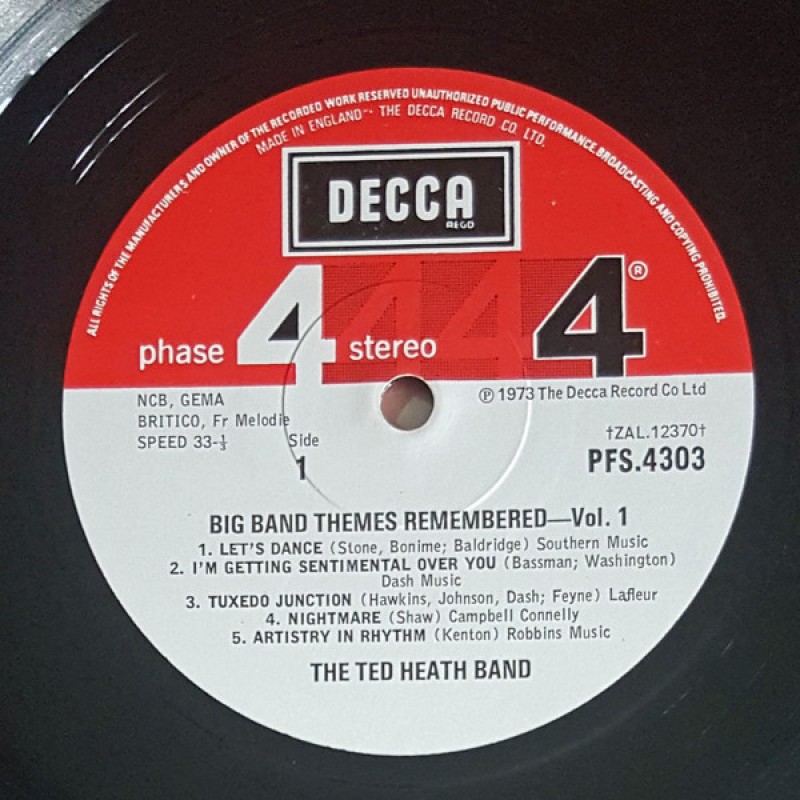 ALL RIGHTS OF THE MANUFACTURERS AND OWNER OF THE RECORDED WORK RESERVED UNAUTHORIZED PUBLIC PERFORMANCE, BROADCASTING AND COPYING PROHIBITED.
MADE IN ENGLAND • THE DECCA RECORD CO. LTD.
DECCA
REGD
phase 4 stereo 4 4 4 ®
NCB, GEMA
BRITICO, Fr Melodie
SPEED 33-⅓
Side
1
℗ 1973 The Decca Record Co Ltd
†ZAL.12370†
PFS.4303
BIG BAND THEMES REMEMBERED—Vol. 1
1. LET'S DANCE (Stone, Bonime; Baldridge) Southern Music
2. I'M GETTING SENTIMENTAL OVER YOU (Bassman; Washington)
Dash Music
3. TUXEDO JUNCTION (Hawkins, Johnson, Dash; Feyne) Lafleur
4. NIGHTMARE (Shaw) Campbell Connelly
5. ARTISTRY IN RHYTHM (Kenton) Robbins Music
THE TED HEATH BAND